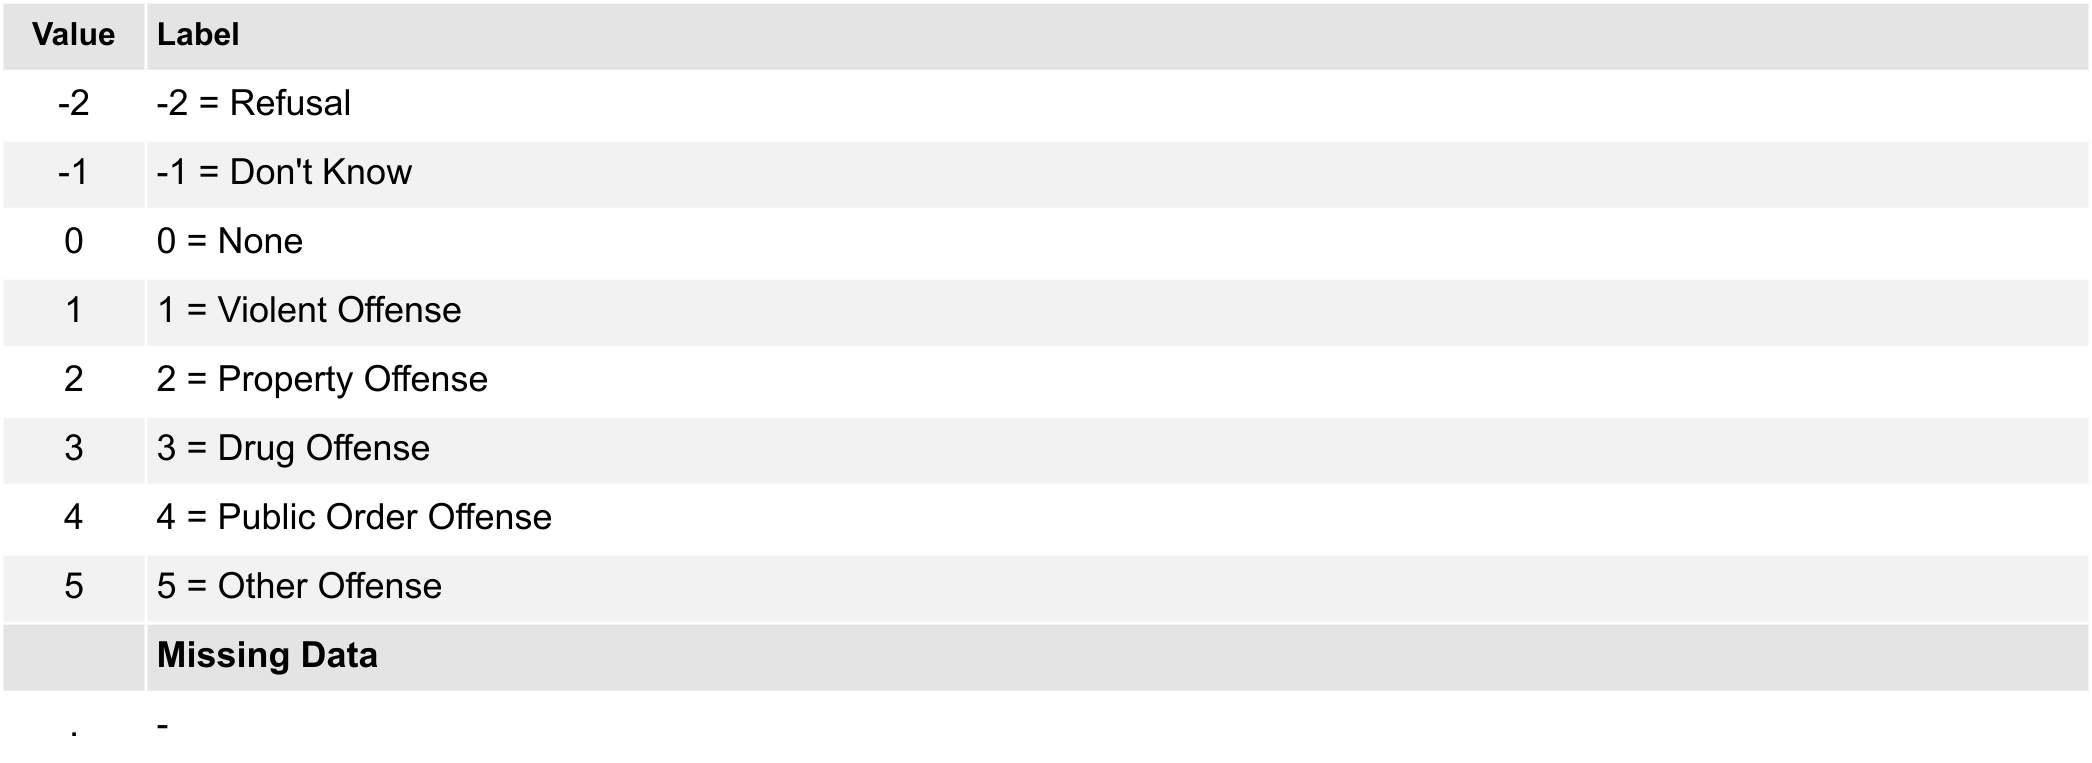 Value Label
-2 -2 = Refusal
-1 -1 = Don't Know
0 0 = None
1 1 = Violent Offense
2 2 = Property Offense
3 3 = Drug Offense
4 4 = Public Order Offense
5 5 = Other Offense
Missing Data
. -